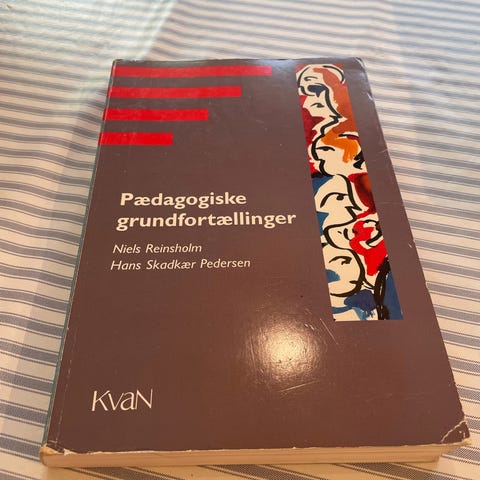 Pædagogiske
grundfortællinger
Niels Reinsholm
Hans Skadkær Pedersen
KvaN